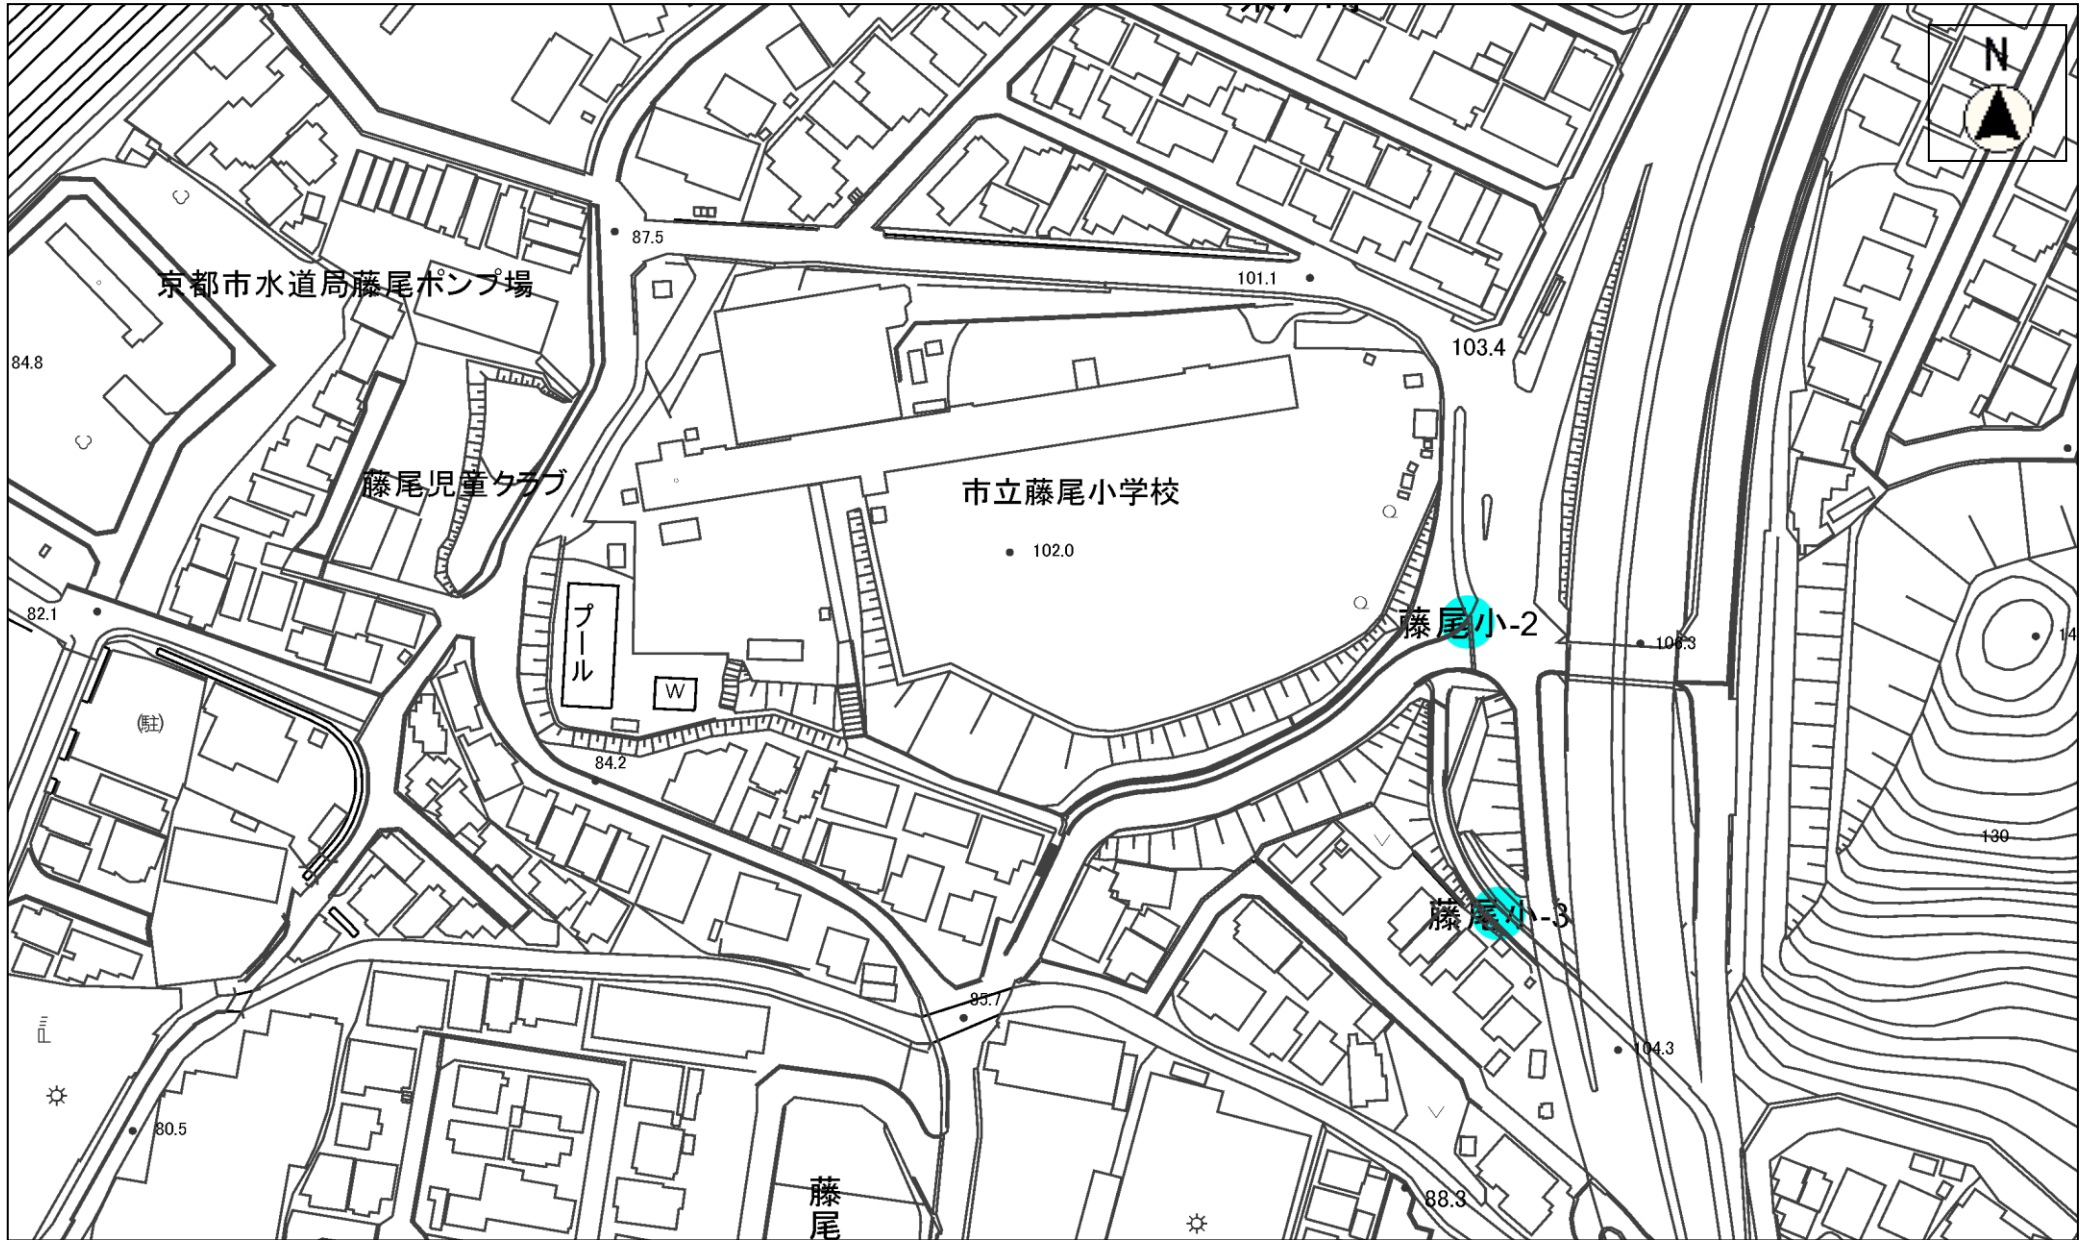 N
87.5
101.1
京都市水道局藤尾ポンプ場
103.4
84.8
藤尾児童クラブ
市立藤尾小学校
102.0
82.1
プール
藤尾小-2
106.3
W
(駐)
84.2
130
藤尾小-3
85.7
104.3
80.5
藤尾
88.3